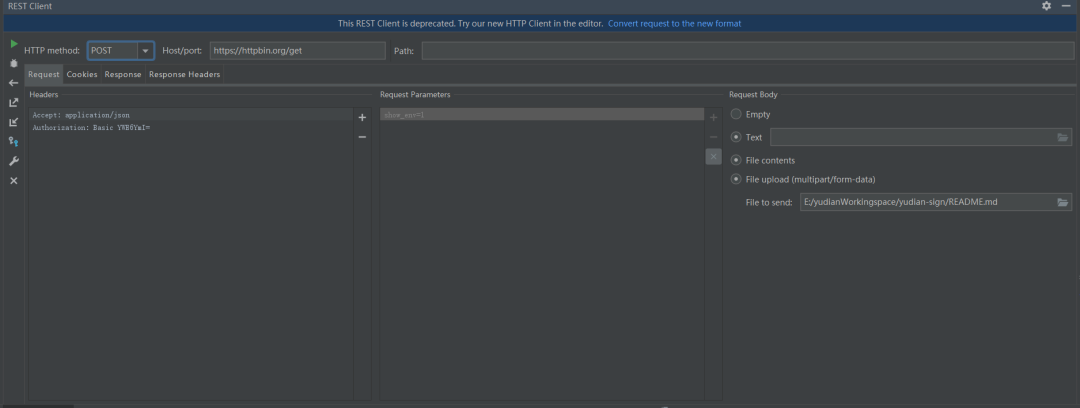 REST Client
This REST Client is deprecated. Try our new HTTP Client in the editor. Convert request to the new format
HTTP method: POST Host/port: https://httpbin.org/get Path:
Request Cookies Response Response Headers
Headers Request Parameters Request Body
Accept: application/json
Authorization: Basic YWB6YmI=
show_env=1
Empty
Text
File contents
File upload (multipart/form-data)
File to send: E:/yudianWorkingspace/yudian-sign/README.md